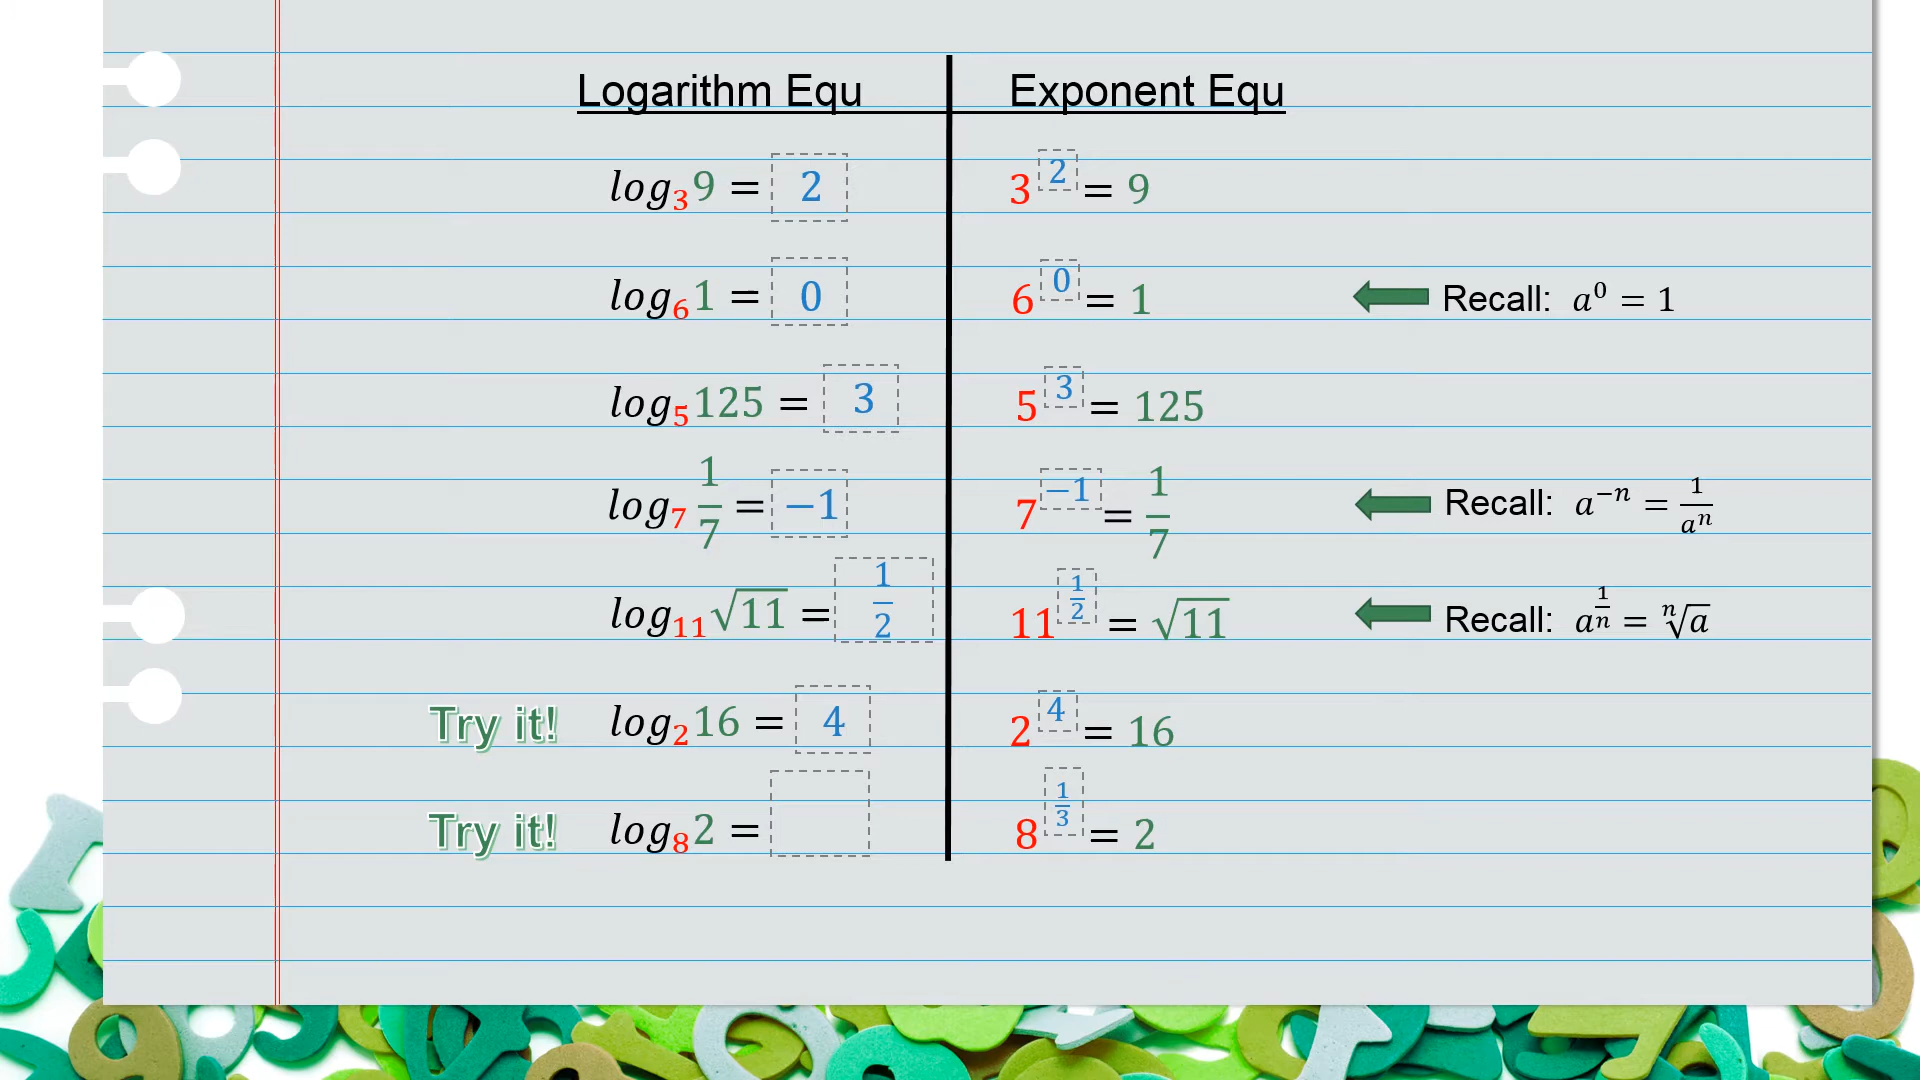 Logarithm Equ Exponent Equ
log₃9 = 2 3² = 9
log₆1 = 0 6⁰ = 1 Recall: a⁰ = 1
log₅125 = 3 5³ = 125
log₇ 1/7 = −1 7⁻¹ = 1/7 Recall: a⁻ⁿ = 1/aⁿ
log₁₁√11 = 1/2 11^(1/2) = √11 Recall: a^(1/n) = ⁿ√a
Try it! log₂16 = 4 2⁴ = 16
Try it! log₈2 = 8^(1/3) = 2